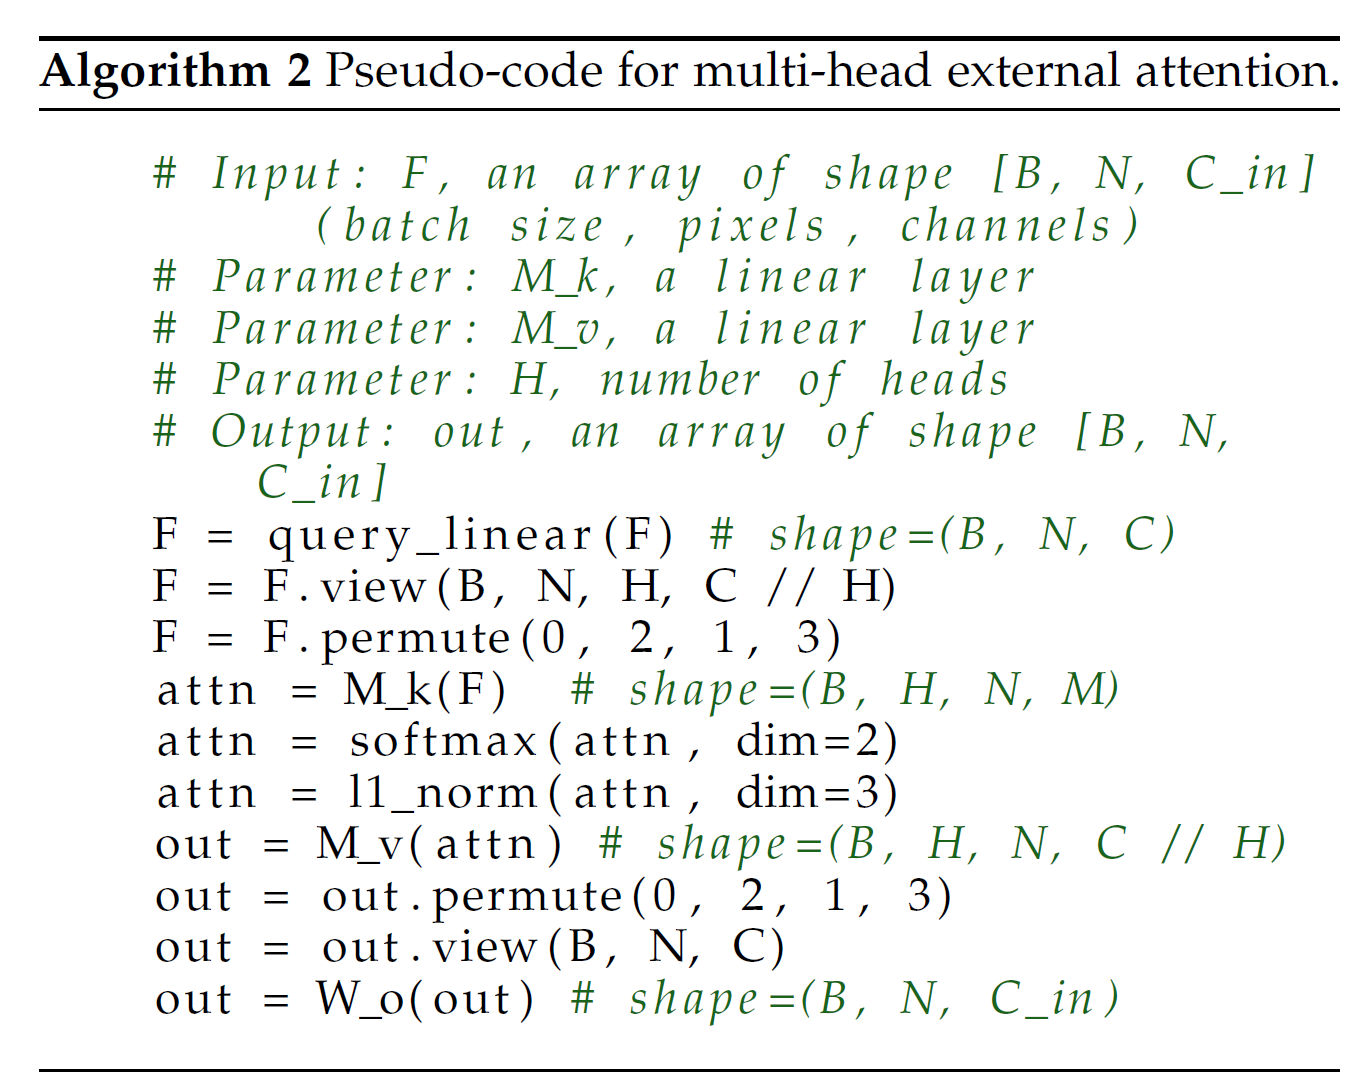 Algorithm 2 Pseudo-code for multi-head external attention.
# Input: F, an array of shape [B, N, C_in]
(batch size, pixels, channels)
# Parameter: M_k, a linear layer
# Parameter: M_v, a linear layer
# Parameter: H, number of heads
# Output: out, an array of shape [B, N,
C_in]
F = query_linear(F) # shape=(B, N, C)
F = F.view(B, N, H, C // H)
F = F.permute(0, 2, 1, 3)
attn = M_k(F) # shape=(B, H, N, M)
attn = softmax(attn, dim=2)
attn = l1_norm(attn, dim=3)
out = M_v(attn) # shape=(B, H, N, C // H)
out = out.permute(0, 2, 1, 3)
out = out.view(B, N, C)
out = W_o(out) # shape=(B, N, C_in)